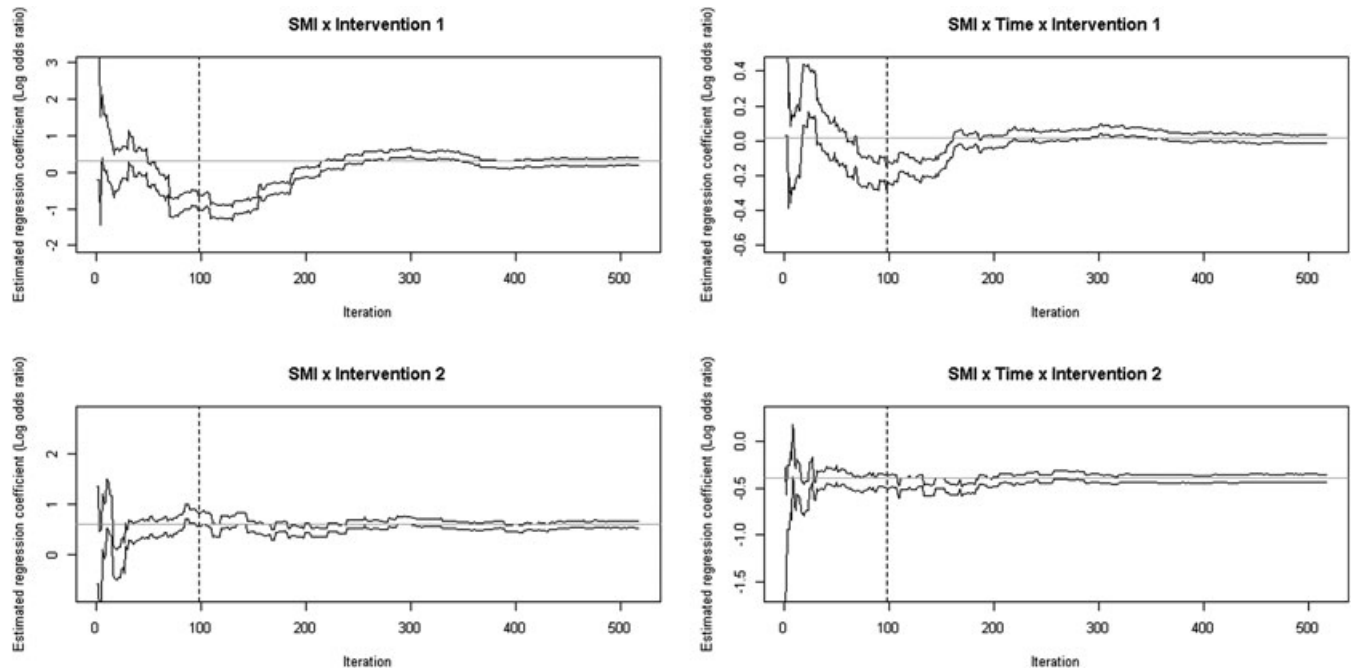 SMI x Intervention 1
Estimated regression coefficient (Log odds ratio)
3
2
1
0
-1
-2
0 100 200 300 400 500
Iteration
SMI x Time x Intervention 1
Estimated regression coefficient (Log odds ratio)
0.4
0.2
0.0
-0.2
-0.4
-0.6
0 100 200 300 400 500
Iteration
SMI x Intervention 2
Estimated regression coefficient (Log odds ratio)
2
1
0
0 100 200 300 400 500
Iteration
SMI x Time x Intervention 2
Estimated regression coefficient (Log odds ratio)
0.0
-0.5
-1.0
-1.5
0 100 200 300 400 500
Iteration